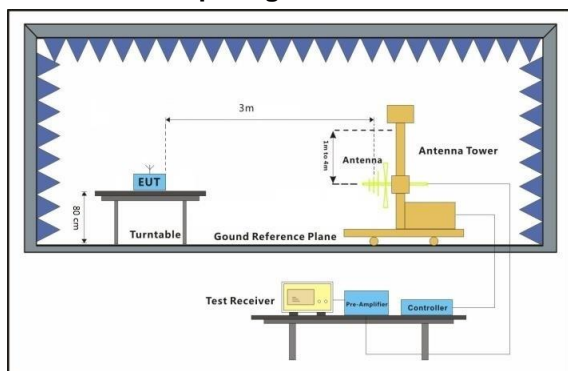 3m
1m to 4m
Antenna
Antenna Tower
EUT
80 cm
Turntable
Gound Reference Plane
Test Receiver
Pre-Amplifier
Controller